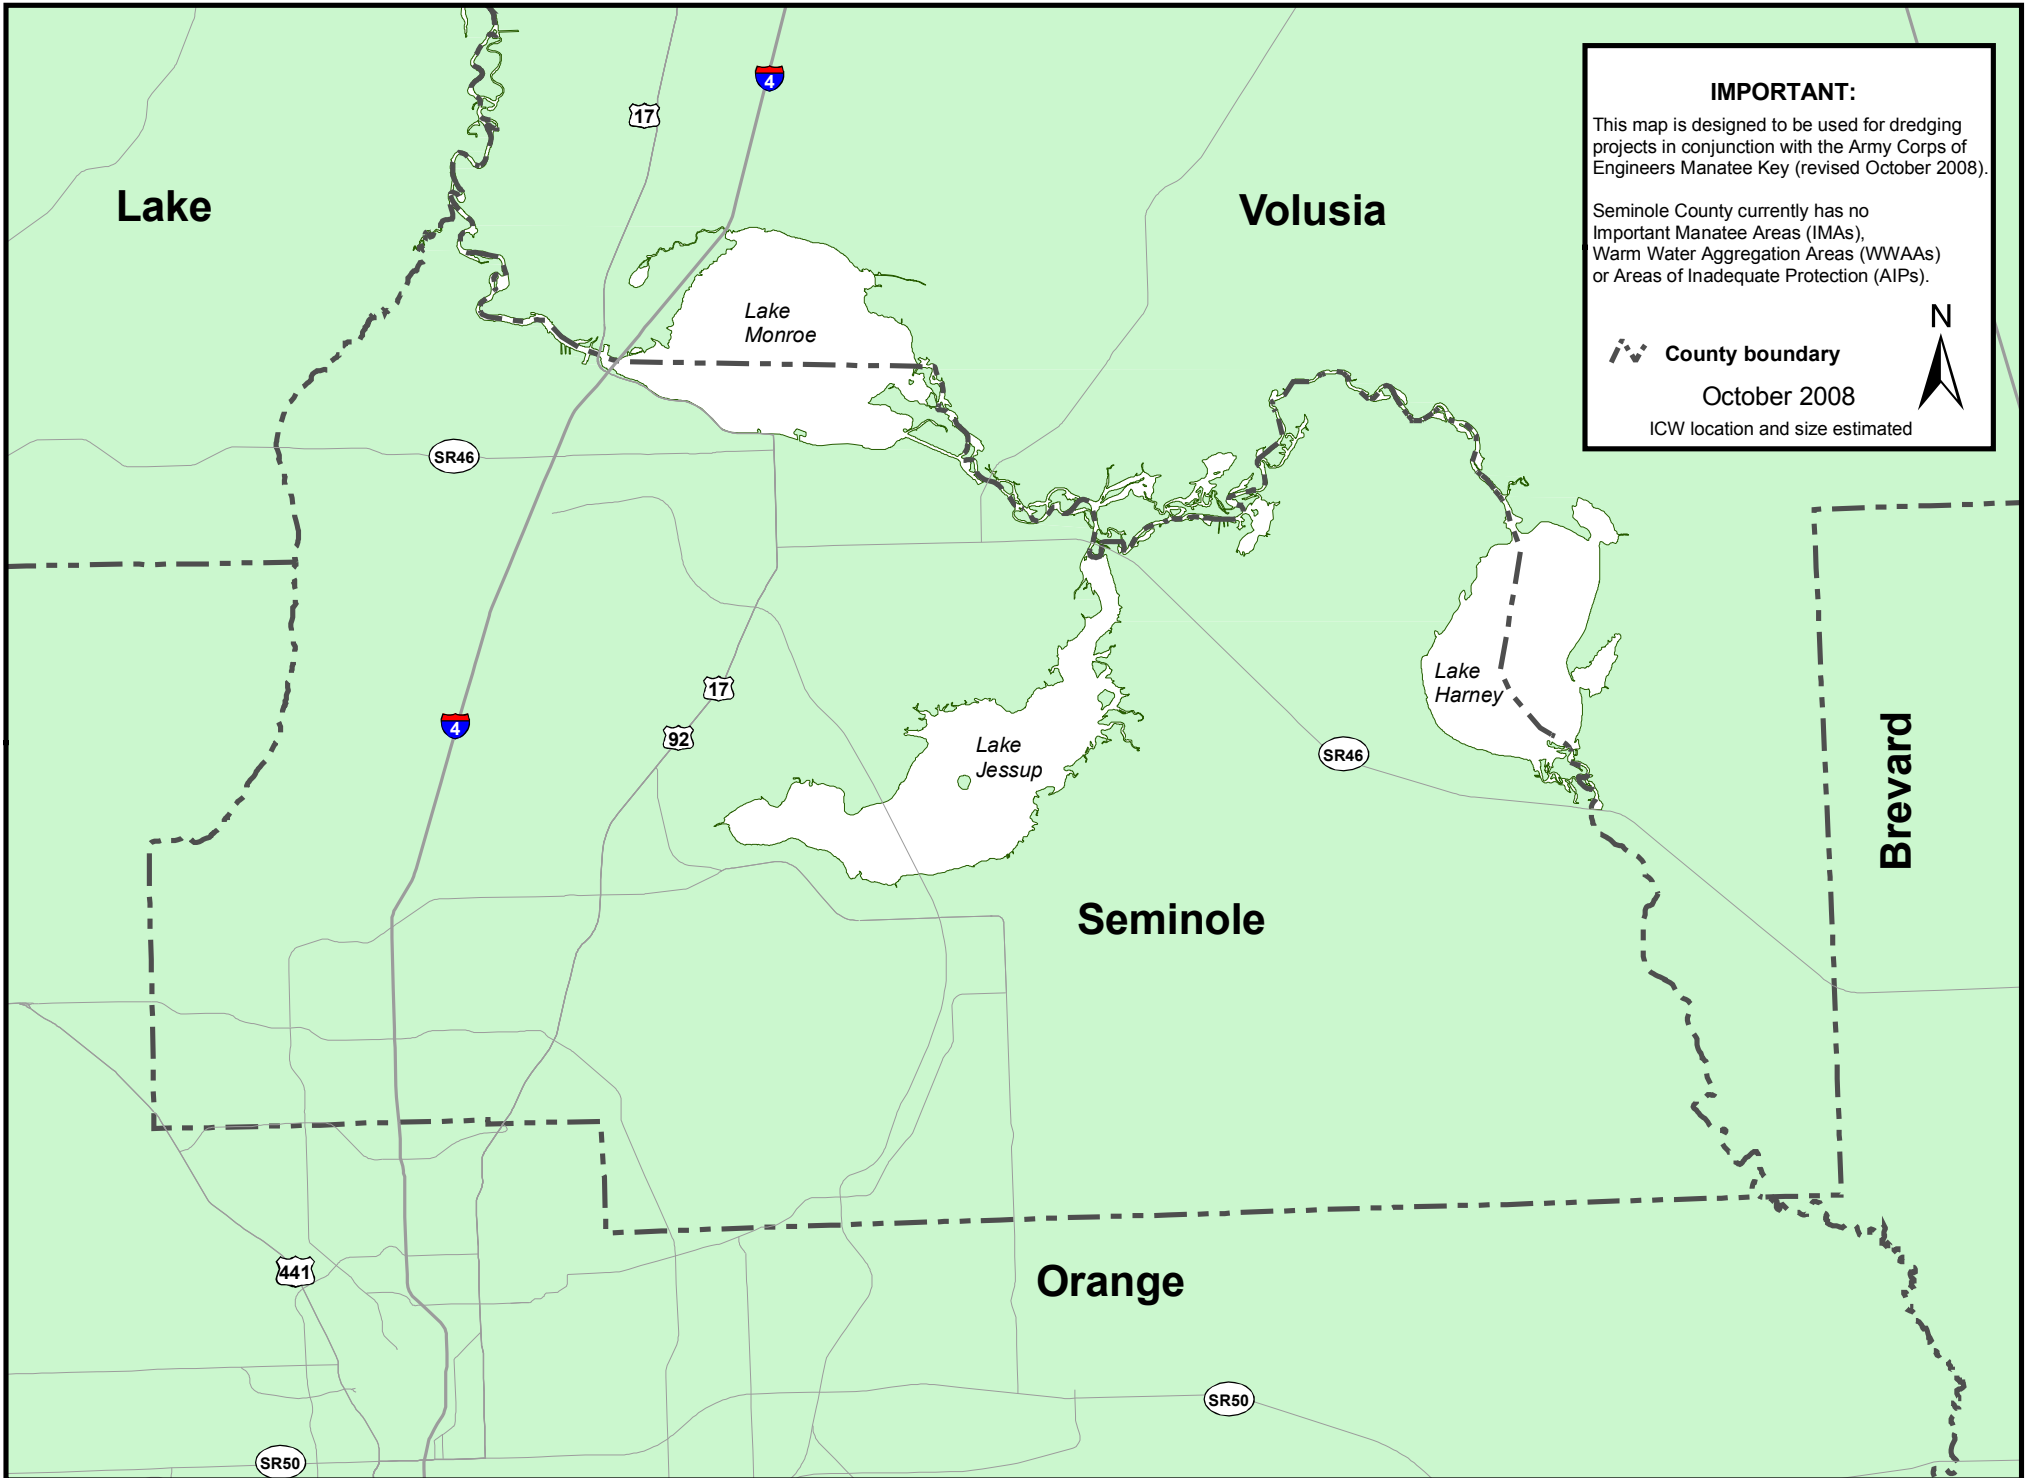 4
17
IMPORTANT:
This map is designed to be used for dredging
projects in conjunction with the Army Corps of
Engineers Manatee Key (revised October 2008).
Seminole County currently has no
Important Manatee Areas (IMAs),
Warm Water Aggregation Areas (WWAAs)
or Areas of Inadequate Protection (AIPs).
N
County boundary
October 2008
ICW location and size estimated
Lake
Volusia
Lake
Monroe
SR46
Lake
Harney
17
4
92
Lake
Jessup
SR46
Brevard
Seminole
441
Orange
SR50
SR50